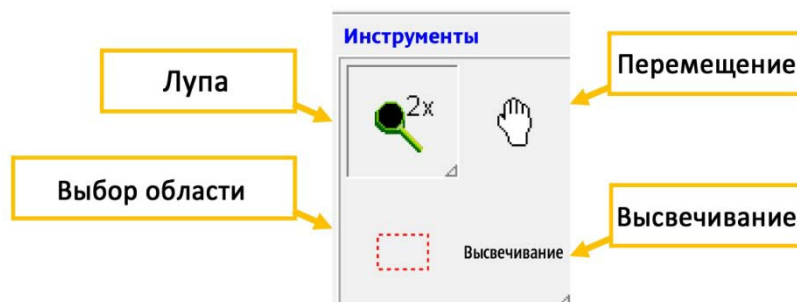 Инструменты
Лупа
2x
Перемещение
Выбор области
Высвечивание
Высвечивание